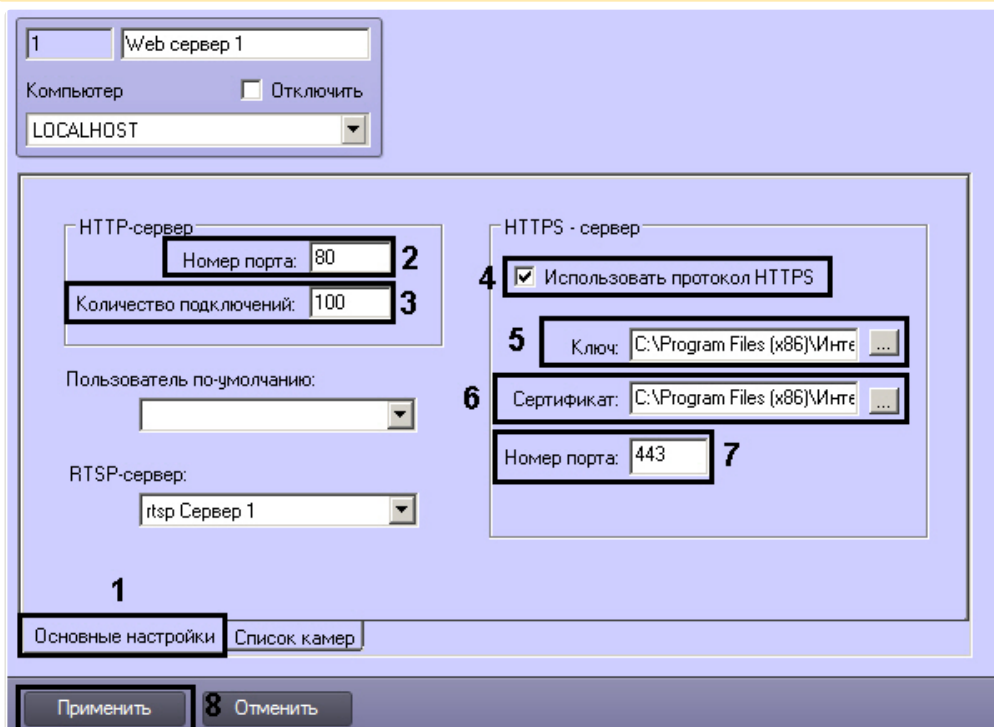 1 Web сервер 1
Компьютер Отключить
LOCALHOST
HTTP-сервер
Номер порта: 80 2
Количество подключений: 100 3
Пользователь по-умолчанию:
RTSP-сервер:
rtsp Сервер 1
HTTPS - сервер
4 Использовать протокол HTTPS
5 Ключ: C:\Program Files (x86)\Инте ...
6 Сертификат: C:\Program Files (x86)\Инте ...
Номер порта: 443 7
1
Основные настройки Список камер
Применить 8 Отменить